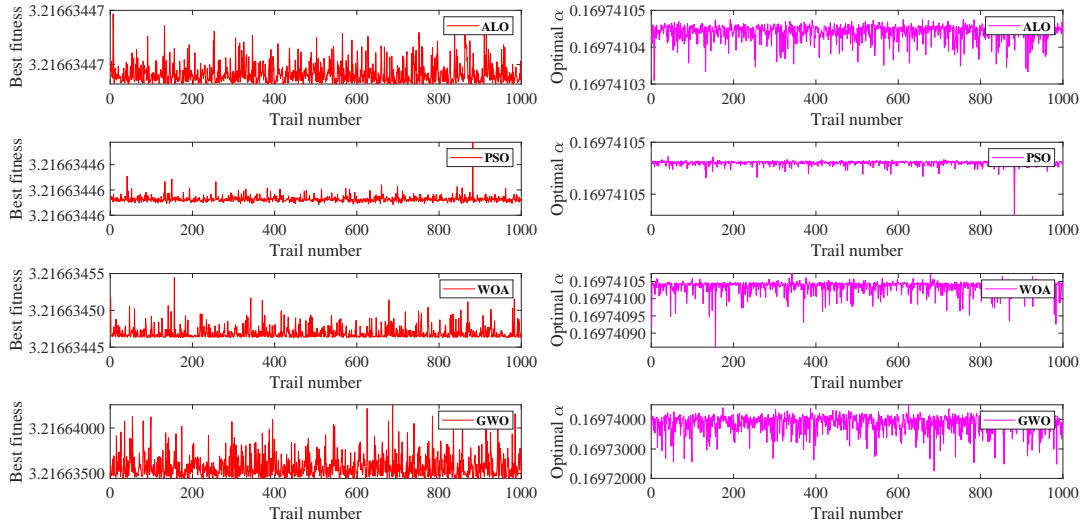 Best fitness
3.21663447
3.21663447
ALO
0 200 400 600 800 1000
Trail number
Optimal α
0.16974105
0.16974104
0.16974103
ALO
0 200 400 600 800 1000
Trail number
Best fitness
3.21663446
3.21663446
3.21663446
PSO
0 200 400 600 800 1000
Trail number
Optimal α
0.16974105
0.16974105
PSO
0 200 400 600 800 1000
Trail number
Best fitness
3.21663455
3.21663450
3.21663445
WOA
0 200 400 600 800 1000
Trail number
Optimal α
0.16974105
0.16974100
0.16974095
0.16974090
WOA
0 200 400 600 800 1000
Trail number
Best fitness
3.21664000
3.21663500
GWO
0 200 400 600 800 1000
Trail number
Optimal α
0.16974000
0.16973000
0.16972000
GWO
0 200 400 600 800 1000
Trail number